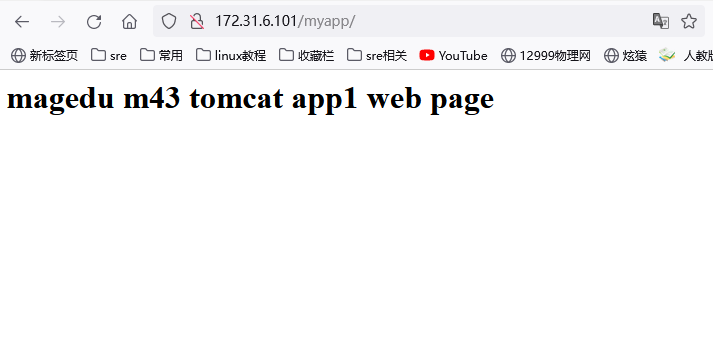 172.31.6.101/myapp/
新标签页 sre 常用 linux教程 收藏栏 sre相关 YouTube 12999物理网 炫猿 人教版
magedu m43 tomcat app1 web page